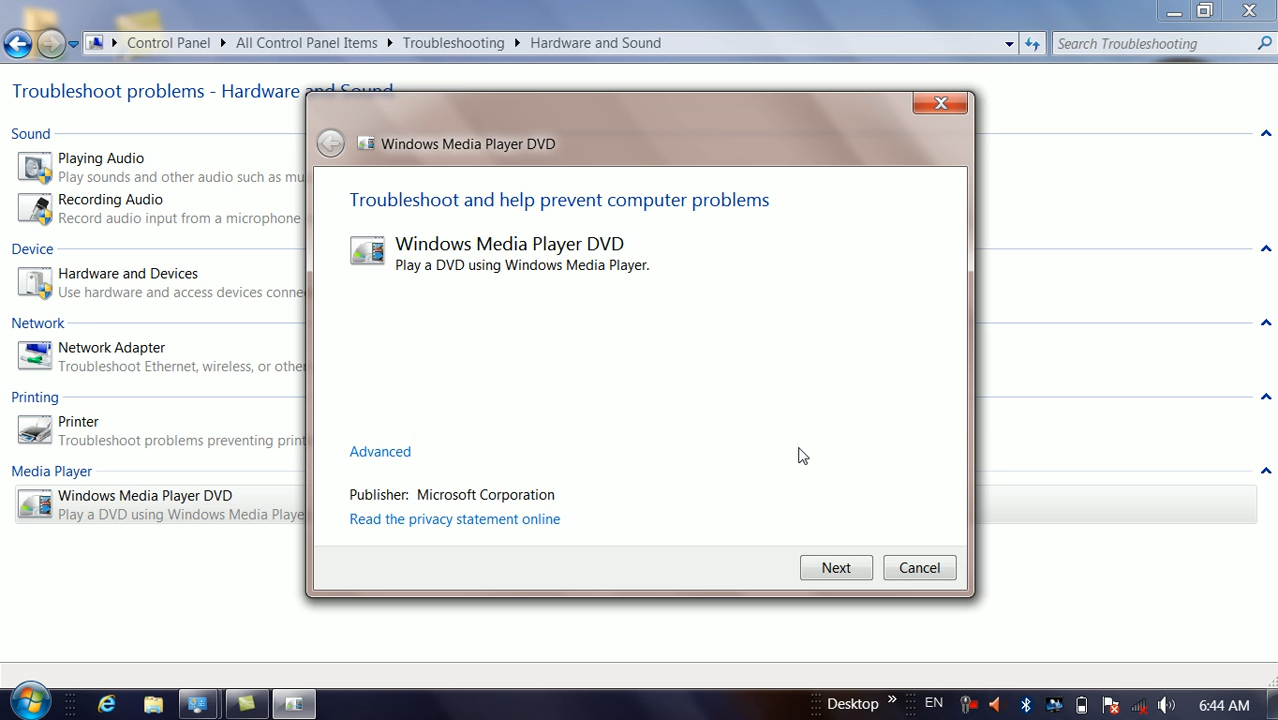 Control Panel All Control Panel Items Troubleshooting Hardware and Sound
Search Troubleshooting
Troubleshoot problems - Hardware and Sound
Sound
Playing Audio
Play sounds and other audio such as mu
Recording Audio
Record audio input from a microphone
Device
Hardware and Devices
Use hardware and access devices conne
Network
Network Adapter
Troubleshoot Ethernet, wireless, or othe
Printing
Printer
Troubleshoot problems preventing print
Media Player
Windows Media Player DVD
Play a DVD using Windows Media Playe
Windows Media Player DVD
Troubleshoot and help prevent computer problems
Windows Media Player DVD
Play a DVD using Windows Media Player.
Advanced
Publisher: Microsoft Corporation
Read the privacy statement online
Next
Cancel
Desktop » EN 6:44 AM